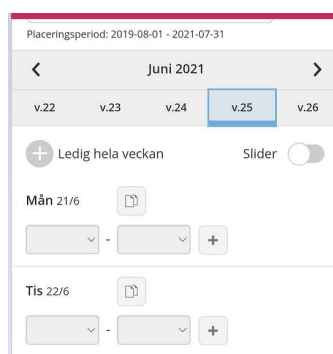 Placeringsperiod: 2019-08-01 - 2021-07-31
Juni 2021
v.22 v.23 v.24 v.25 v.26
Ledig hela veckan Slider
Mån 21/6
-
Tis 22/6
-